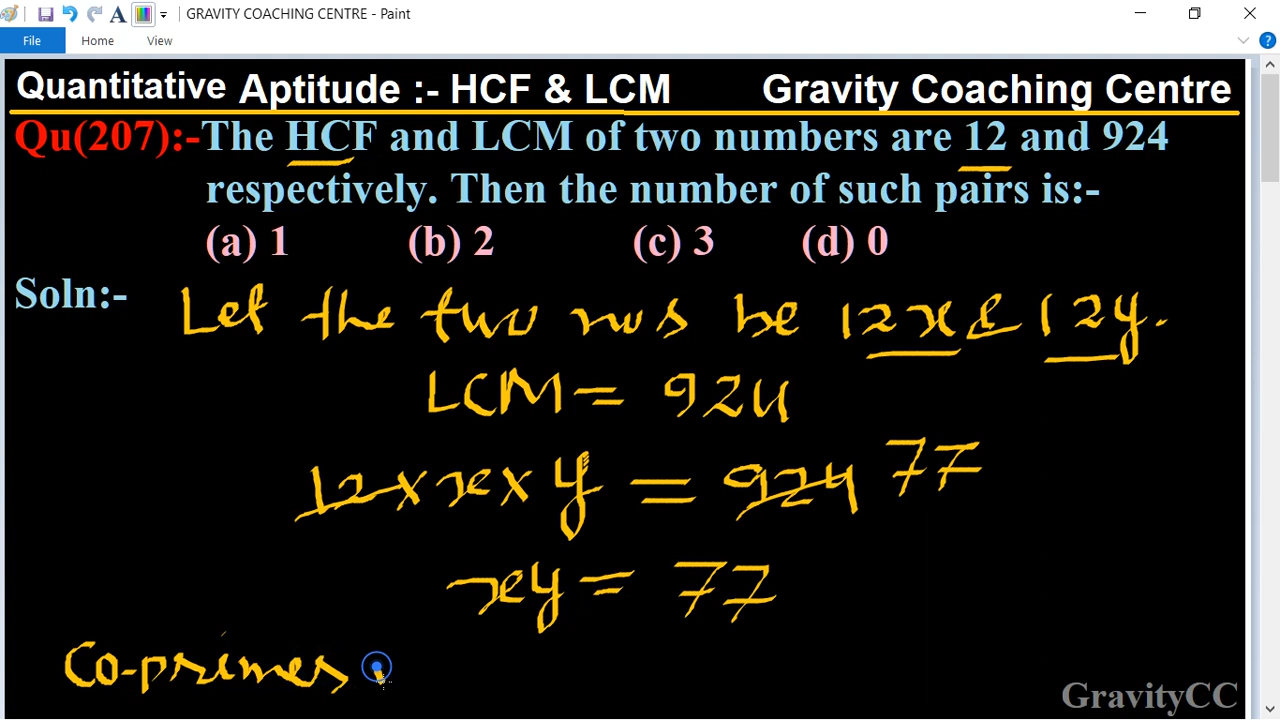 GRAVITY COACHING CENTRE - Paint
File Home View
Quantitative Aptitude :- HCF & LCM Gravity Coaching Centre
Qu(207):-The HCF and LCM of two numbers are 12 and 924
respectively. Then the number of such pairs is:-
(a) 1 (b) 2 (c) 3 (d) 0
Soln:- Let the two nos be 12x & 12y.
LCM = 924
12 × x × y = 924 77
xy = 77
Co-primes
GravityCC